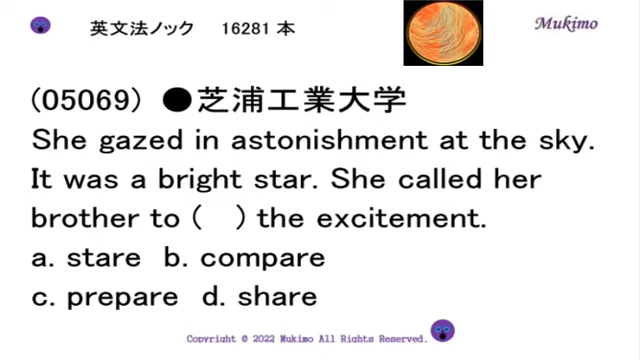 英文法ノック 16281 本
Mukimo
(05069) ●芝浦工業大学
She gazed in astonishment at the sky.
It was a bright star. She called her
brother to ( ) the excitement.
a. stare b. compare
c. prepare d. share
Copyright @ 2022 Mukimo All Rights Reserved.